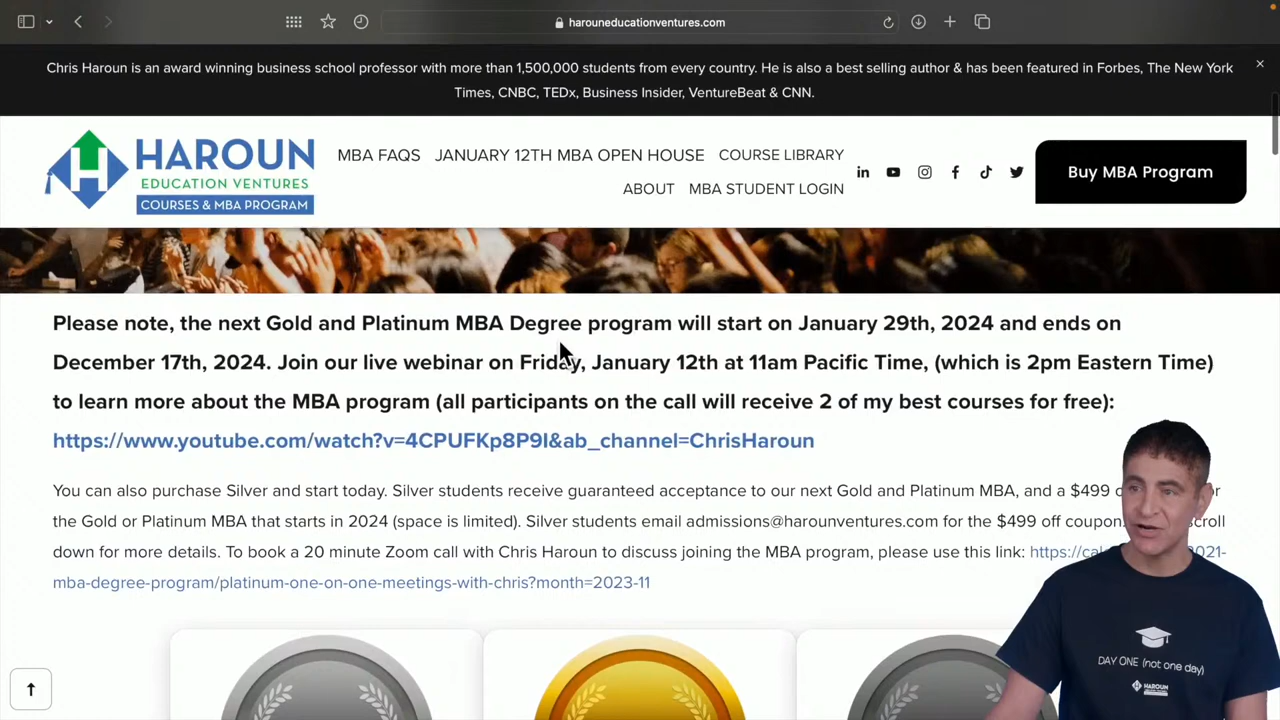 harouneducationventures.com
Chris Haroun is an award winning business school professor with more than 1,500,000 students from every country. He is also a best selling author & has been featured in Forbes, The New York
Times, CNBC, TEDx, Business Insider, VentureBeat & CNN.
HAROUN
EDUCATION VENTURES
COURSES & MBA PROGRAM
MBA FAQS JANUARY 12TH MBA OPEN HOUSE COURSE LIBRARY
ABOUT MBA STUDENT LOGIN
Buy MBA Program
Please note, the next Gold and Platinum MBA Degree program will start on January 29th, 2024 and ends on
December 17th, 2024. Join our live webinar on Friday, January 12th at 11am Pacific Time, (which is 2pm Eastern Time)
to learn more about the MBA program (all participants on the call will receive 2 of my best courses for free):
https://www.youtube.com/watch?v=4CPUFKp8P9I&ab_channel=ChrisHaroun
You can also purchase Silver and start today. Silver students receive guaranteed acceptance to our next Gold and Platinum MBA, and a $499
the Gold or Platinum MBA that starts in 2024 (space is limited). Silver students email admissions@harounventures.com for the $499 off coupon. scroll
down for more details. To book a 20 minute Zoom call with Chris Haroun to discuss joining the MBA program, please use this link: 2021-
mba-degree-program/platinum-one-on-one-meetings-with-chris?month=2023-11
DAY ONE (not one day)
HAROUN